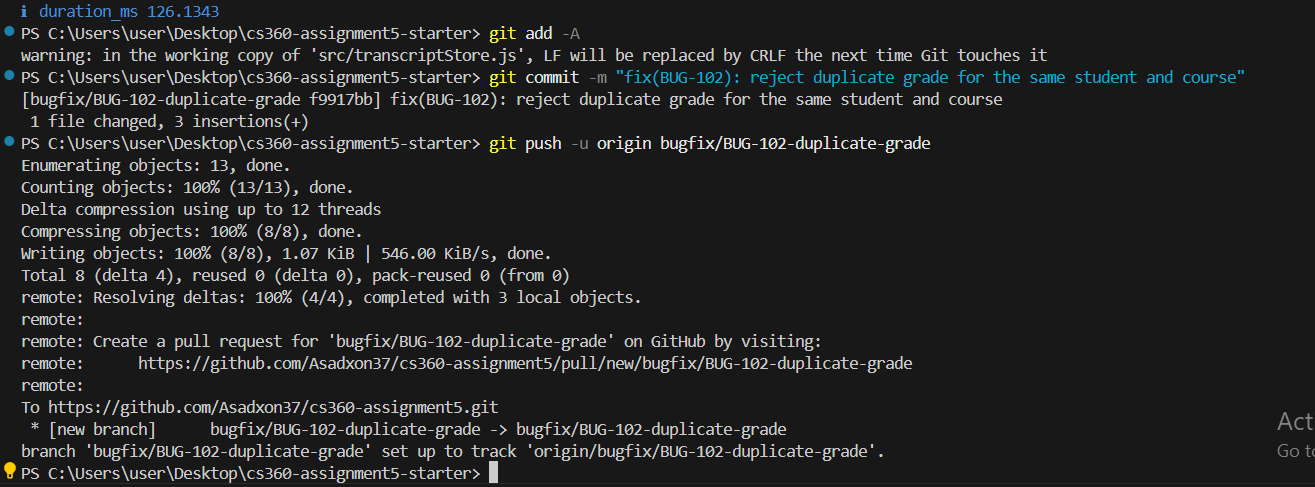 i duration_ms 126.1343
PS C:\Users\user\Desktop\cs360-assignment5-starter> git add -A
warning: in the working copy of 'src/transcriptStore.js', LF will be replaced by CRLF the next time Git touches it
PS C:\Users\user\Desktop\cs360-assignment5-starter> git commit -m "fix(BUG-102): reject duplicate grade for the same student and course"
[bugfix/BUG-102-duplicate-grade f9917bb] fix(BUG-102): reject duplicate grade for the same student and course
 1 file changed, 3 insertions(+)
PS C:\Users\user\Desktop\cs360-assignment5-starter> git push -u origin bugfix/BUG-102-duplicate-grade
Enumerating objects: 13, done.
Counting objects: 100% (13/13), done.
Delta compression using up to 12 threads
Compressing objects: 100% (8/8), done.
Writing objects: 100% (8/8), 1.07 KiB | 546.00 KiB/s, done.
Total 8 (delta 4), reused 0 (delta 0), pack-reused 0 (from 0)
remote: Resolving deltas: 100% (4/4), completed with 3 local objects.
remote:
remote: Create a pull request for 'bugfix/BUG-102-duplicate-grade' on GitHub by visiting:
remote:      https://github.com/Asadxon37/cs360-assignment5/pull/new/bugfix/BUG-102-duplicate-grade
remote:
To https://github.com/Asadxon37/cs360-assignment5.git
 * [new branch]      bugfix/BUG-102-duplicate-grade -> bugfix/BUG-102-duplicate-grade
branch 'bugfix/BUG-102-duplicate-grade' set up to track 'origin/bugfix/BUG-102-duplicate-grade'.
PS C:\Users\user\Desktop\cs360-assignment5-starter>
Act
Go to